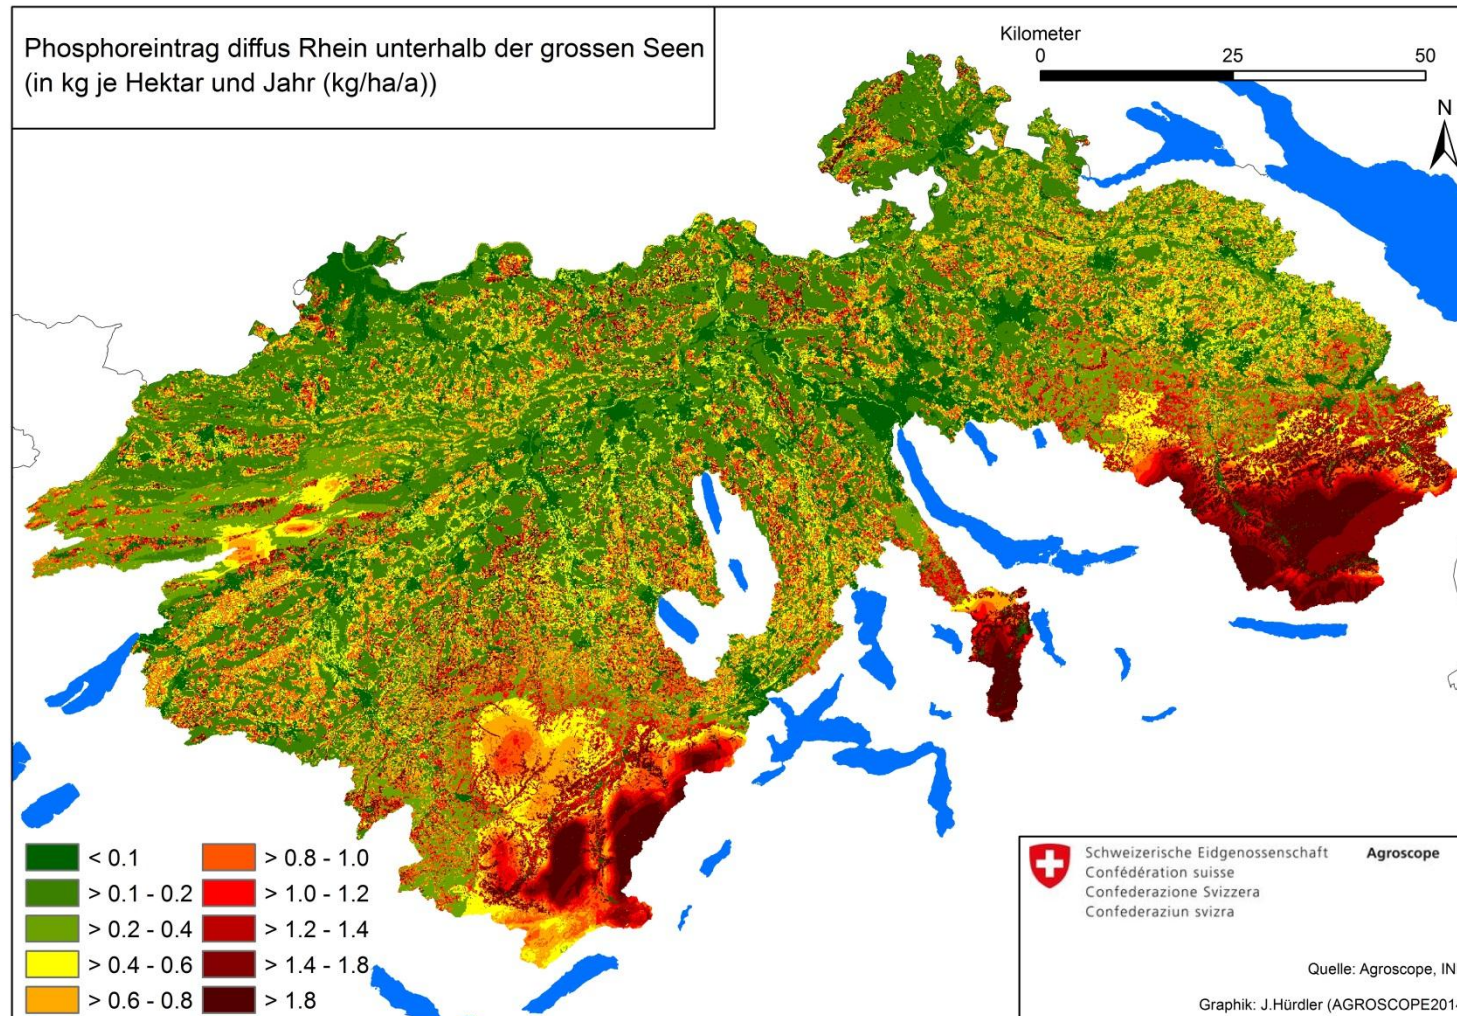 Phosphoreintrag diffus Rhein unterhalb der grossen Seen
(in kg je Hektar und Jahr (kg/ha/a))
Kilometer
0 25 50
N
< 0.1
> 0.1 - 0.2
> 0.2 - 0.4
> 0.4 - 0.6
> 0.6 - 0.8
> 0.8 - 1.0
> 1.0 - 1.2
> 1.2 - 1.4
> 1.4 - 1.8
> 1.8
Schweizerische Eidgenossenschaft
Confédération suisse
Confederazione Svizzera
Confederaziun svizra
Agroscope
Quelle: Agroscope, IN
Graphik: J.Hürdler (AGROSCOPE2014